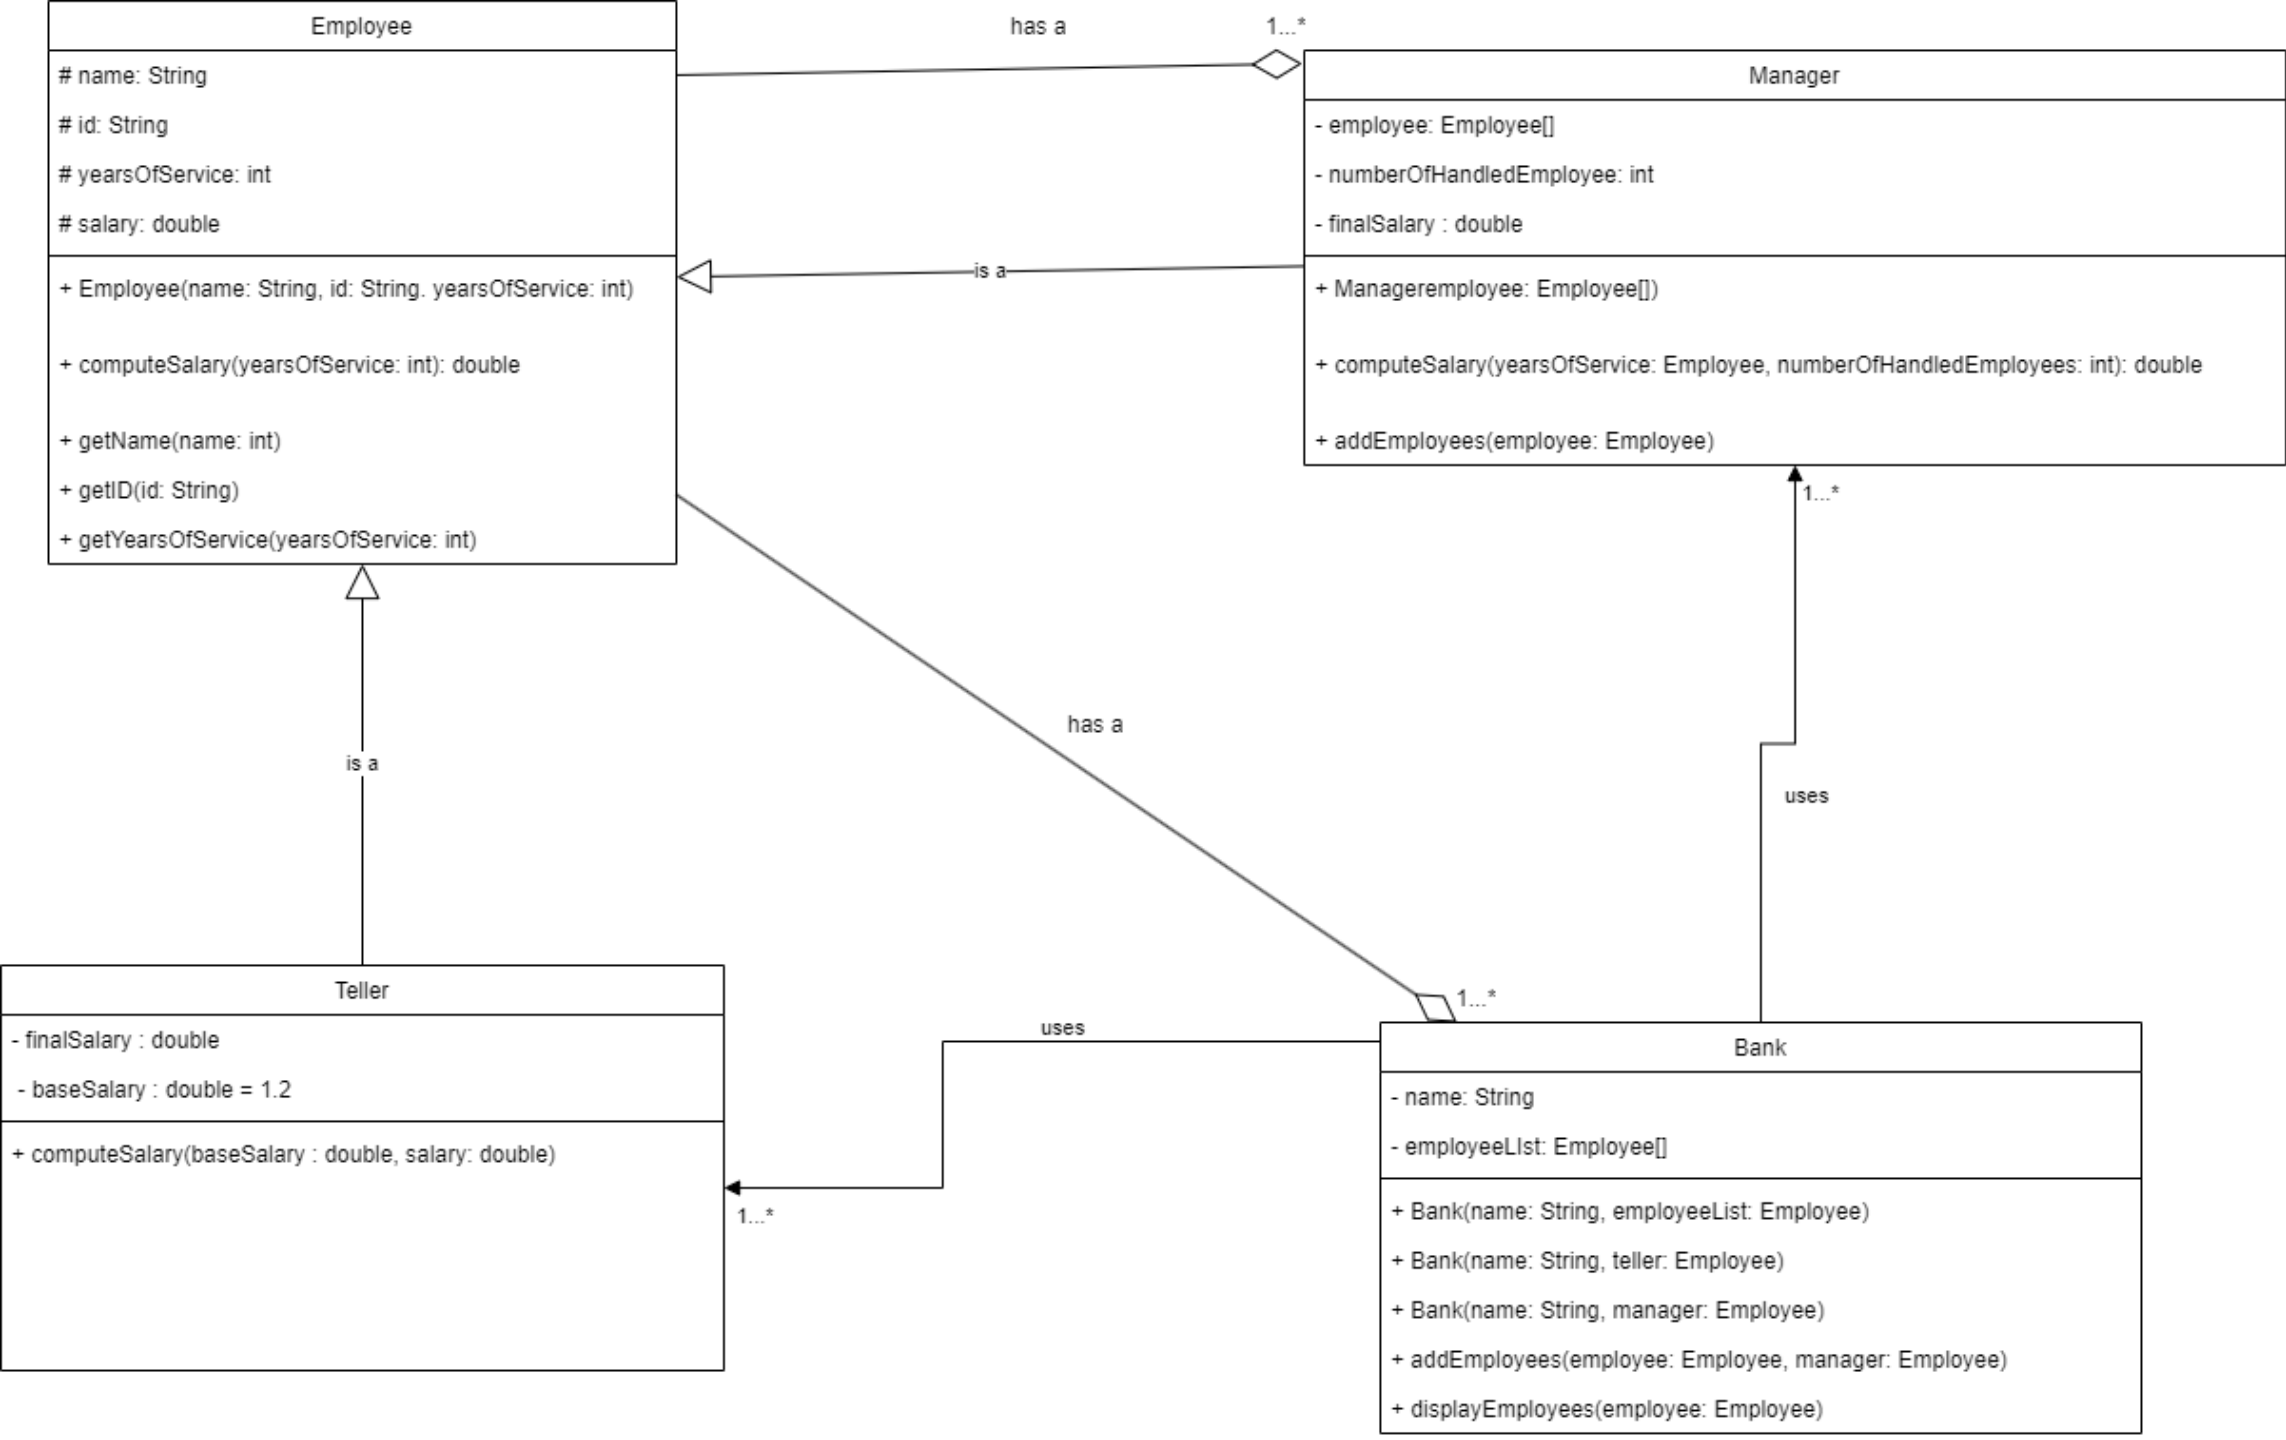 Employee
# name: String
# id: String
# yearsOfService: int
# salary: double
+ Employee(name: String, id: String. yearsOfService: int)
+ computeSalary(yearsOfService: int): double
+ getName(name: int)
+ getID(id: String)
+ getYearsOfService(yearsOfService: int)
has a
1...*
Manager
- employee: Employee[]
- numberOfHandledEmployee: int
- finalSalary : double
+ Manageremployee: Employee[])
+ computeSalary(yearsOfService: Employee, numberOfHandledEmployees: int): double
+ addEmployees(employee: Employee)
is a
1...*
has a
is a
uses
Teller
- finalSalary : double
- baseSalary : double = 1.2
+ computeSalary(baseSalary : double, salary: double)
uses
1...*
1...*
Bank
- name: String
- employeeLIst: Employee[]
+ Bank(name: String, employeeList: Employee)
+ Bank(name: String, teller: Employee)
+ Bank(name: String, manager: Employee)
+ addEmployees(employee: Employee, manager: Employee)
+ displayEmployees(employee: Employee)